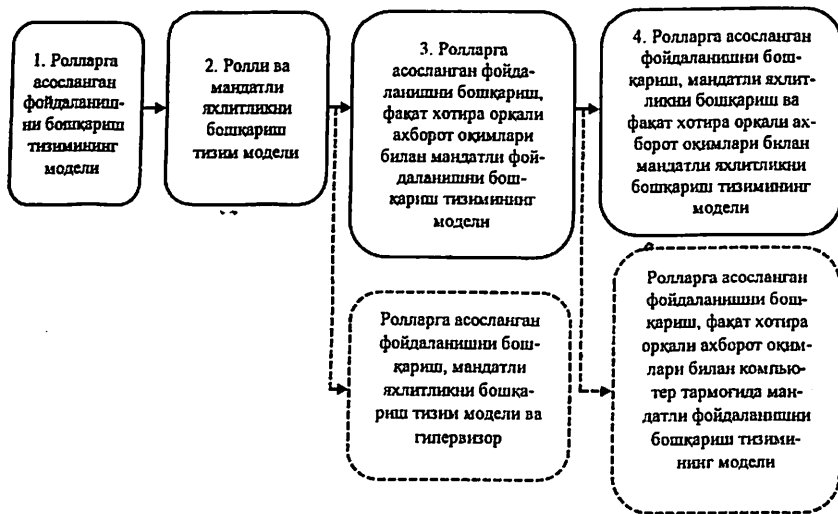 1. Ролларга
асосланган
фойдаланиш-
ни бошқариш
тизимининг
модели
2. Ролли ва
мандатли
яхлитликни
бошқариш
тизим модели
3. Ролларга
асосланган фойда-
ланишни бошқариш,
фақат хотира орқали
ахборот оқимлари
билан мандатли фой-
даланишни бош-
қариш тизимининг
модели
4. Ролларга асосланган
фойдаланишни бош-
қариш, мандатли яхлит-
ликни бошқариш ва
фақат хотира орқали ах-
борот оқимлари билан
мандатли яхлитликни
бошқариш тизимининг
модели
Ролларга асосланган
фойдаланишни бош-
қариш, мандатли
яхлитликни бошқа-
риш тизим модели ва
гипервизор
Ролларга асосланган
фойдаланишни бош-
қариш, фақат хотира
орқали ахборот оқим-
лари билан компью-
тер тармоғида ман-
датли фойдаланишни
бошқариш тизими-
нинг модели